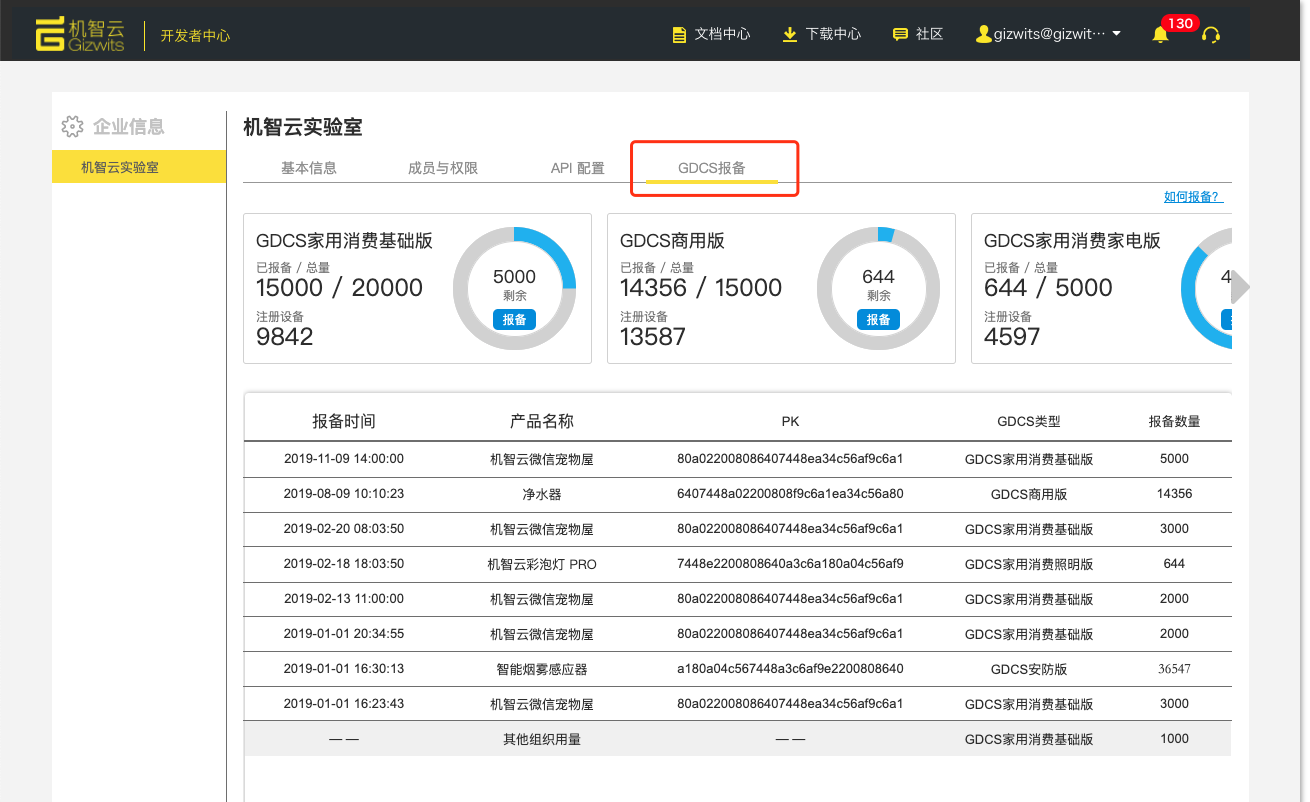 机智云 Gizwits 开发者中心 文档中心 下载中心 社区 gizwits@gizwit··· 130
企业信息
机智云实验室
机智云实验室
基本信息 成员与权限 API 配置 GDCS报备
如何报备?
GDCS家用消费基础版
已报备 / 总量
15000 / 20000
注册设备
9842
5000
剩余
报备
GDCS商用版
已报备 / 总量
14356 / 15000
注册设备
13587
644
剩余
报备
GDCS家用消费家电版
已报备 / 总量
644 / 5000
注册设备
4597
4
报备时间 产品名称 PK GDCS类型 报备数量
2019-11-09 14:00:00 机智云微信宠物屋 80a022008086407448ea34c56af9c6a1 GDCS家用消费基础版 5000
2019-08-09 10:10:23 净水器 6407448a02200808f9c6a1ea34c56a80 GDCS商用版 14356
2019-02-20 08:03:50 机智云微信宠物屋 80a022008086407448ea34c56af9c6a1 GDCS家用消费基础版 3000
2019-02-18 18:03:50 机智云彩泡灯 PRO 7448e2200808640a3c6a180a04c56af9 GDCS家用消费照明版 644
2019-02-13 11:00:00 机智云微信宠物屋 80a022008086407448ea34c56af9c6a1 GDCS家用消费基础版 2000
2019-01-01 20:34:55 机智云微信宠物屋 80a022008086407448ea34c56af9c6a1 GDCS家用消费基础版 2000
2019-01-01 16:30:13 智能烟雾感应器 a180a04c567448a3c6af9e2200808640 GDCS安防版 36547
2019-01-01 16:23:43 机智云微信宠物屋 80a022008086407448ea34c56af9c6a1 GDCS家用消费基础版 3000
—— 其他组织用量 —— GDCS家用消费基础版 1000